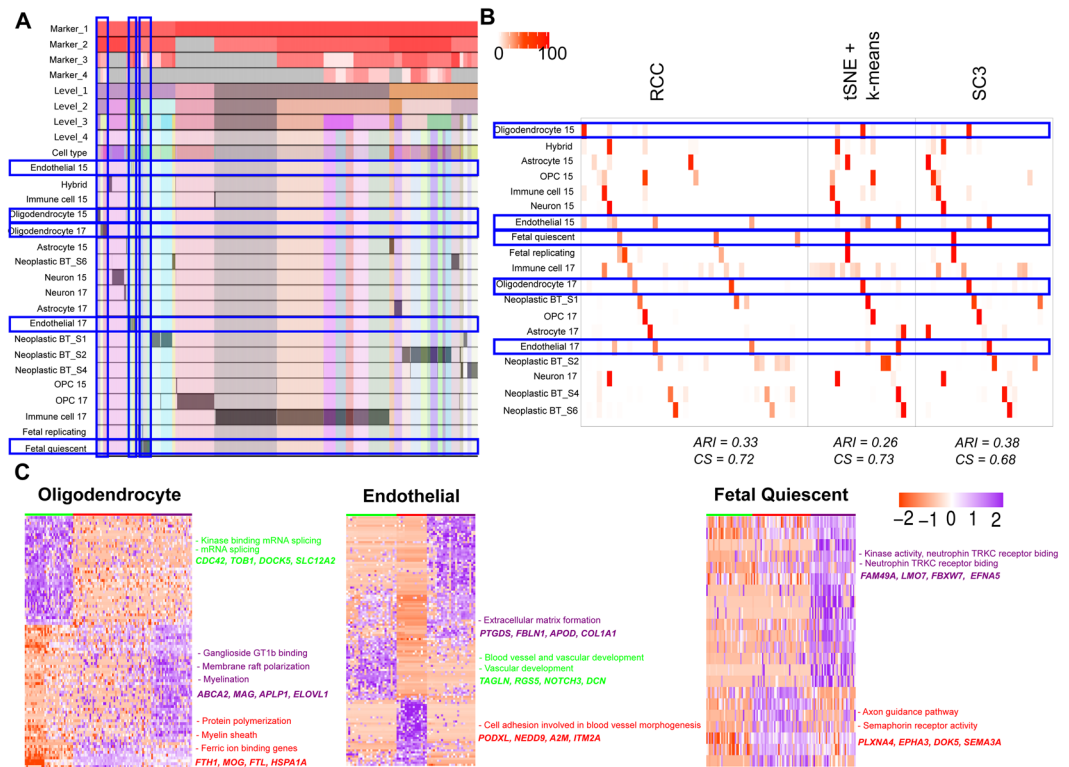 A
Marker_1
Marker_2
Marker_3
Marker_4
Level_1
Level_2
Level_3
Level_4
Cell type
Endothelial 15
Hybrid
Immune cell 15
Oligodendrocyte 15
Oligodendrocyte 17
Astrocyte 15
Neoplastic BT_S6
Neuron 15
Neuron 17
Astrocyte 17
Endothelial 17
Neoplastic BT_S1
Neoplastic BT_S2
Neoplastic BT_S4
OPC 15
OPC 17
Immune cell 17
Fetal replicating
Fetal quiescent
B
0 100
RCC
tSNE +
k-means
SC3
Oligodendrocyte 15
Hybrid
Astrocyte 15
OPC 15
Immune cell 15
Neuron 15
Endothelial 15
Fetal quiescent
Fetal replicating
Immune cell 17
Oligodendrocyte 17
Neoplastic BT_S1
OPC 17
Astrocyte 17
Endothelial 17
Neoplastic BT_S2
Neuron 17
Neoplastic BT_S4
Neoplastic BT_S6
ARI = 0.33
CS = 0.72
ARI = 0.26
CS = 0.73
ARI = 0.38
CS = 0.68
C
Oligodendrocyte
- Kinase binding mRNA splicing
- mRNA splicing
CDC42, TOB1, DOCK5, SLC12A2
- Ganglioside GT1b binding
- Membrane raft polarization
- Myelination
ABCA2, MAG, APLP1, ELOVL1
- Protein polymerization
- Myelin sheath
- Ferric ion binding genes
FTH1, MOG, FTL, HSPA1A
Endothelial
- Extracellular matrix formation
PTGDS, FBLN1, APOD, COL1A1
- Blood vessel and vascular development
- Vascular development
TAGLN, RGS5, NOTCH3, DCN
- Cell adhesion involved in blood vessel morphogenesis
PODXL, NEDD9, A2M, ITM2A
Fetal Quiescent
-2 -1 0 1 2
- Kinase activity, neutrophin TRKC receptor biding
- Neutrophin TRKC receptor biding
FAM49A, LMO7, FBXW7, EFNA5
- Axon guidance pathway
- Semaphorin receptor activity
PLXNA4, EPHA3, DOK5, SEMA3A